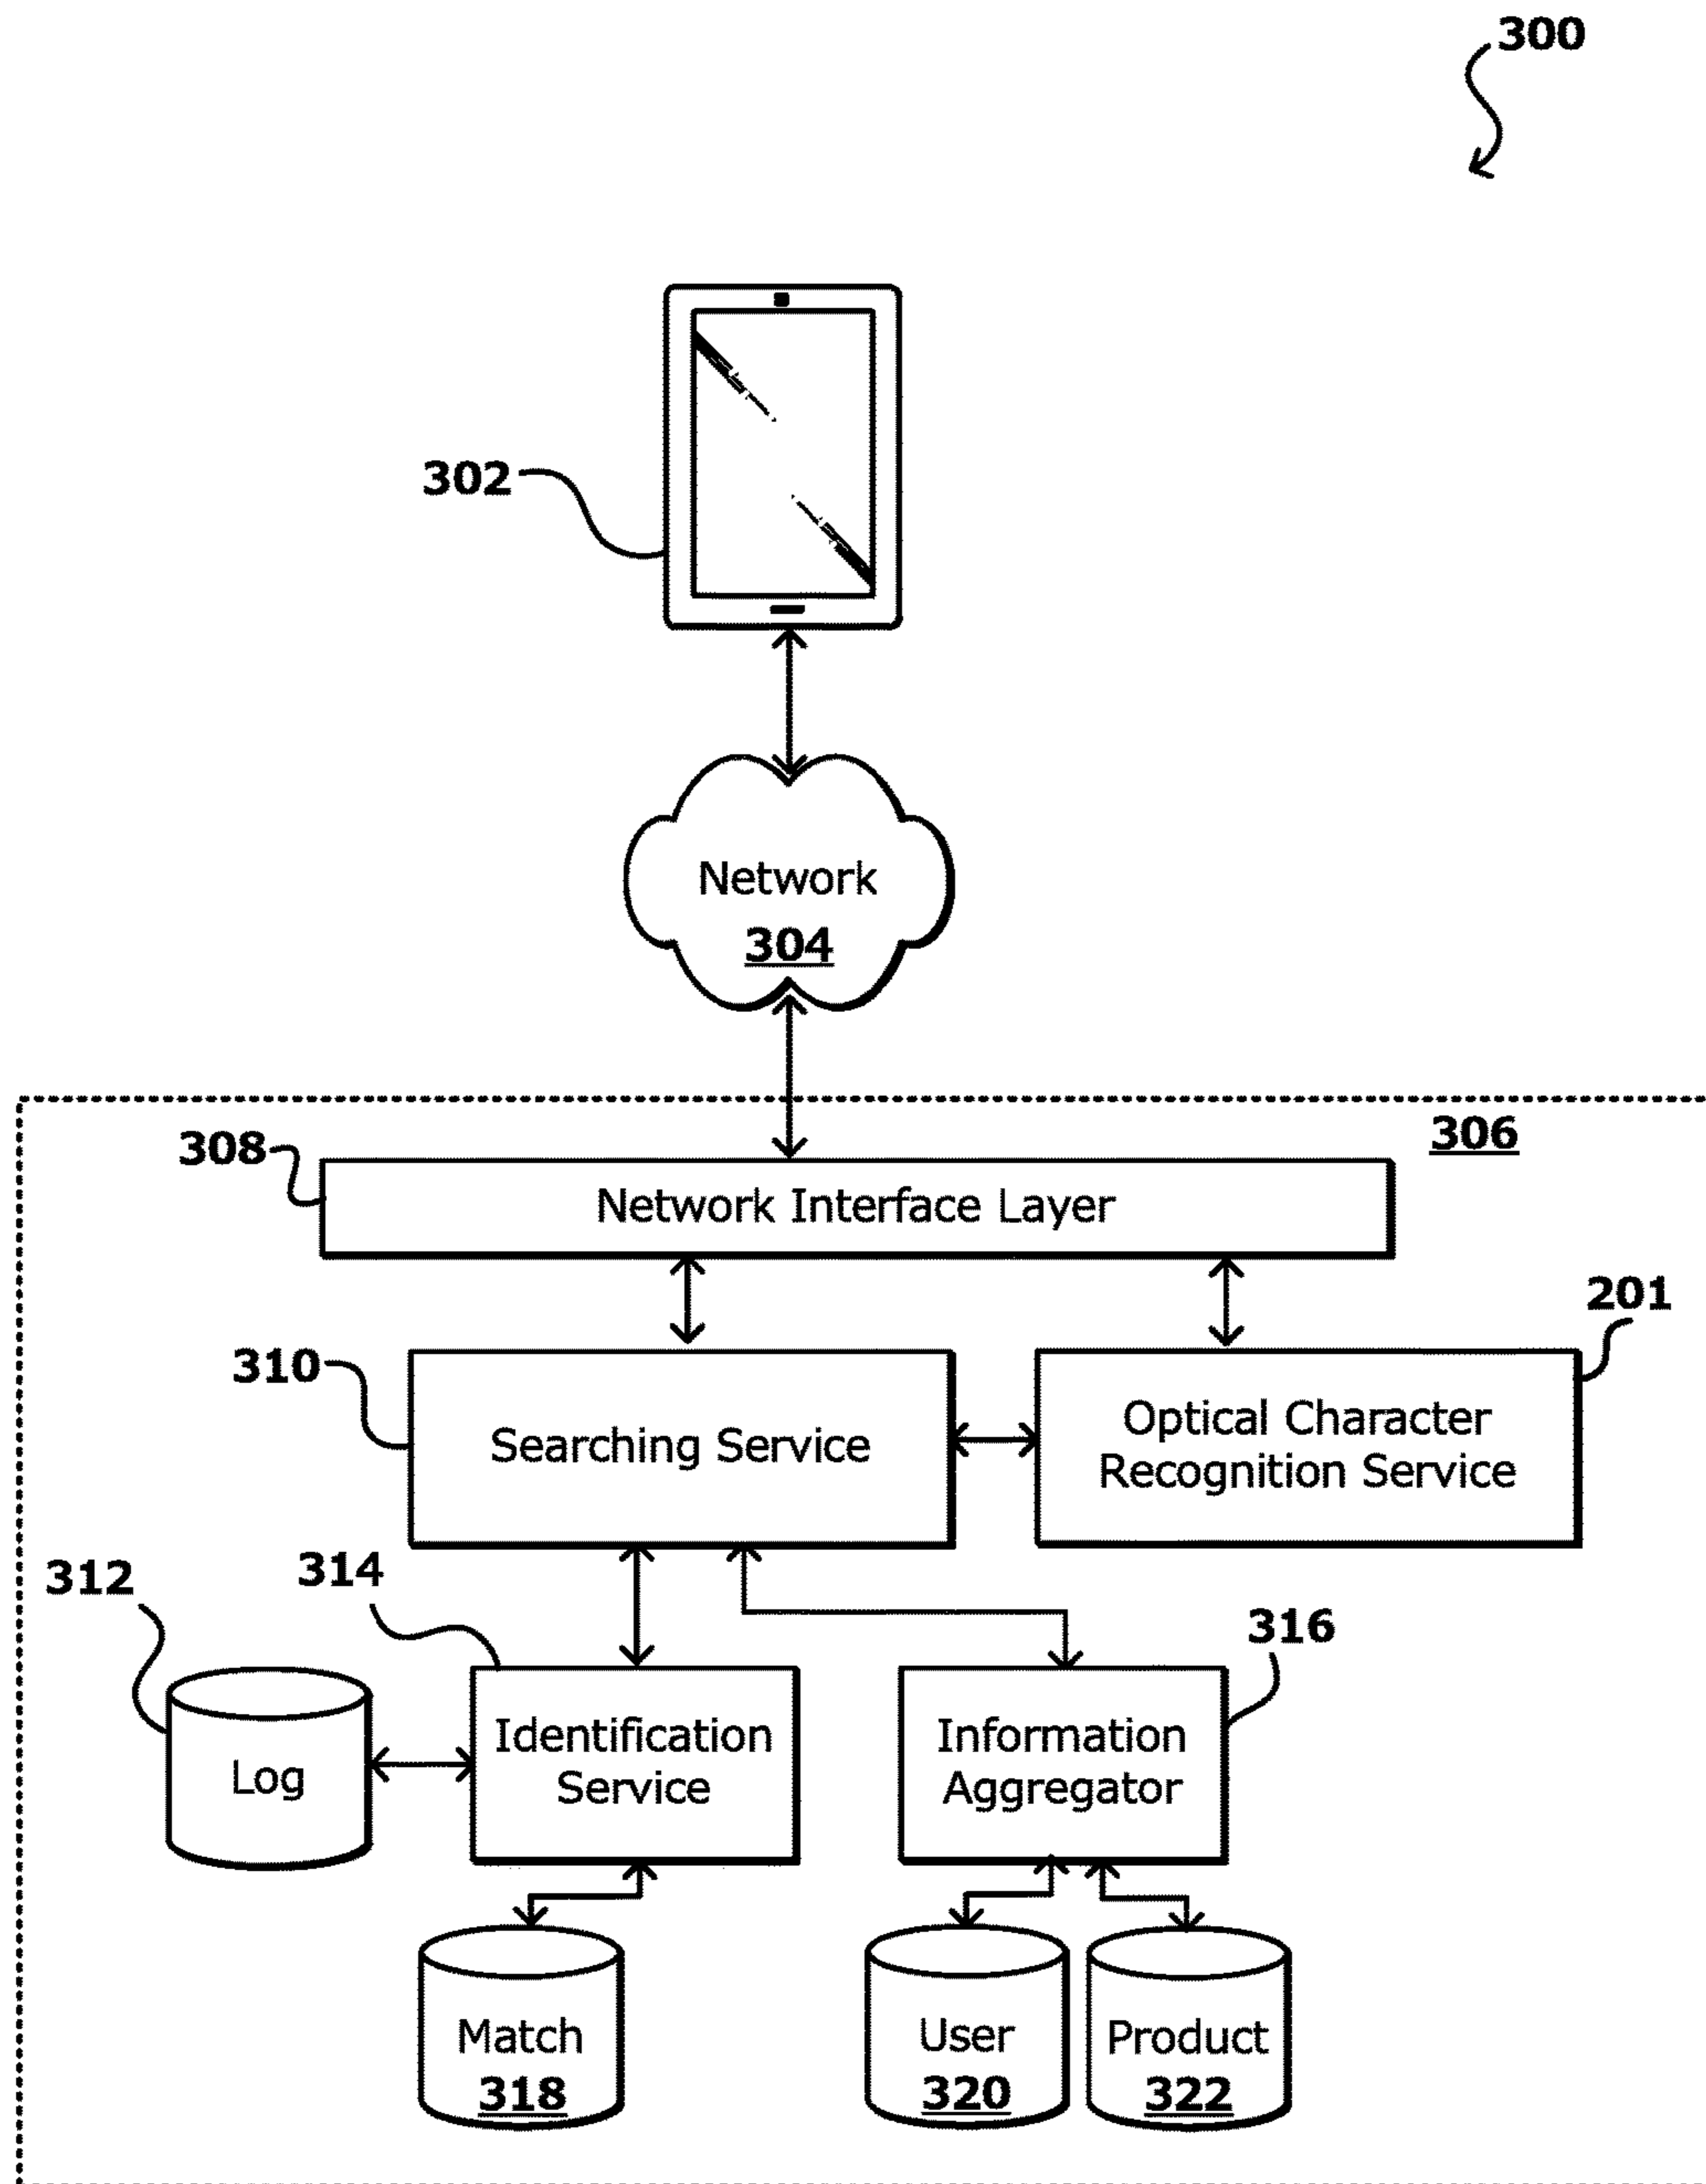 300
302
Network
304
306
308
Network Interface Layer
201
310
Searching Service
Optical Character
Recognition Service
312
314
316
Log
Identification
Service
Information
Aggregator
Match
318
User
320
Product
322